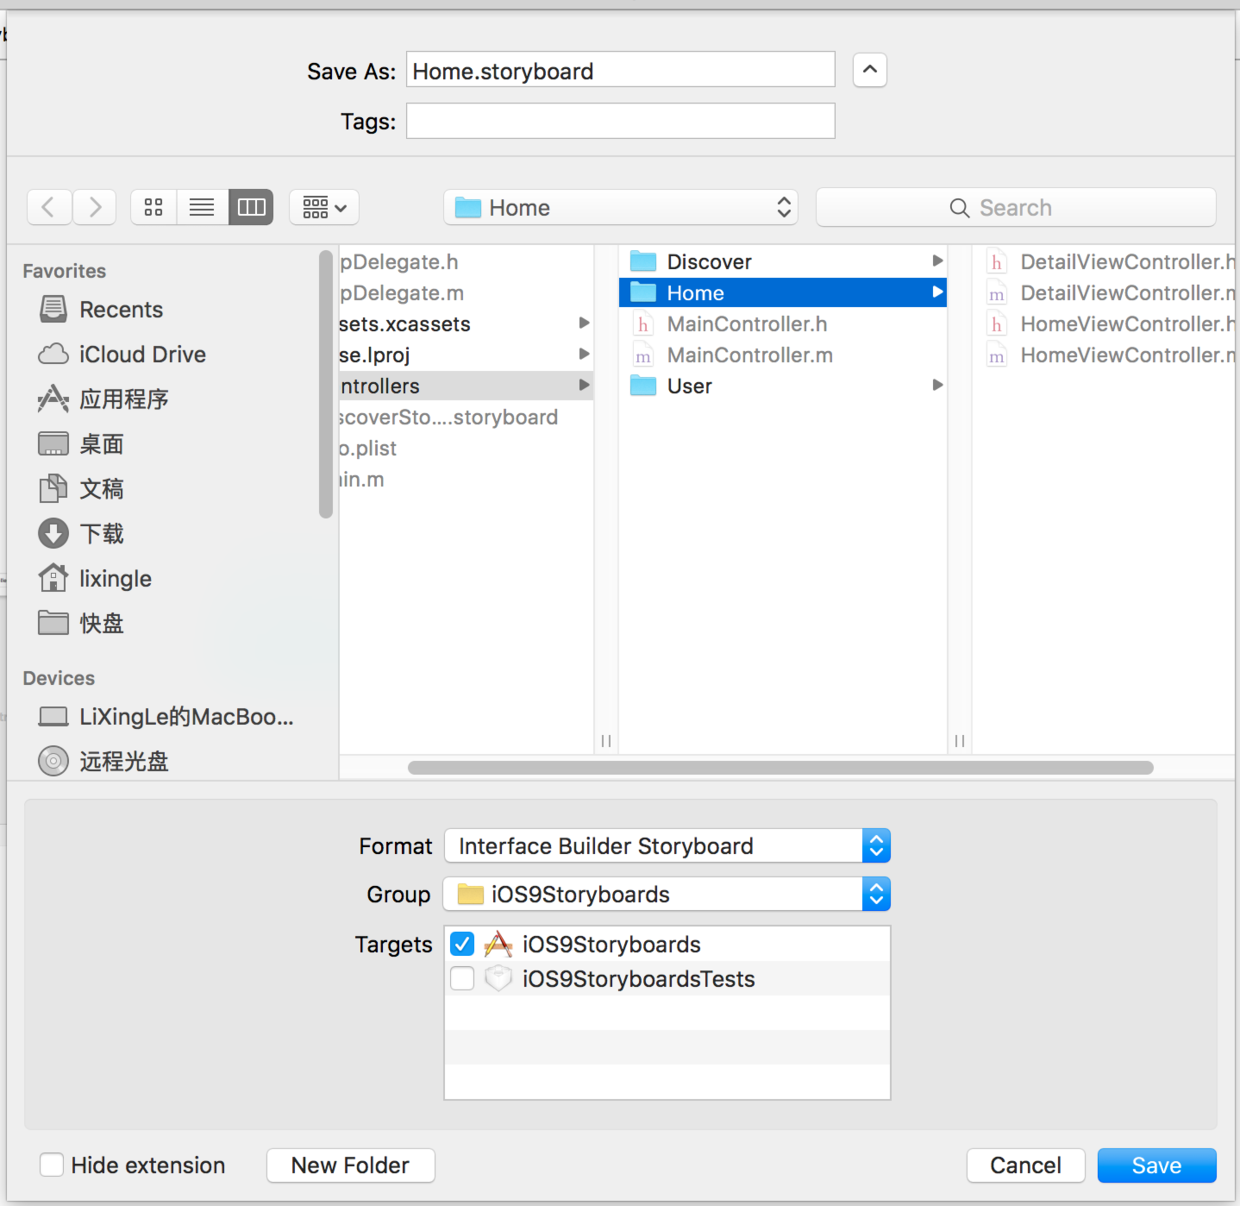 Save As: Home.storyboard
Tags:
Home
Search
Favorites
Recents
iCloud Drive
应用程序
桌面
文稿
下载
lixingle
快盘
Devices
LiXingLe的MacBoo...
远程光盘
pDelegate.h
pDelegate.m
sets.xcassets
se.lproj
ntrollers
scoverSto....storyboard
o.plist
in.m
Discover
Home
h MainController.h
m MainController.m
User
h DetailViewController.h
m DetailViewController.m
h HomeViewController.h
m HomeViewController.m
Format Interface Builder Storyboard
Group iOS9Storyboards
Targets iOS9Storyboards
iOS9StoryboardsTests
Hide extension New Folder Cancel Save